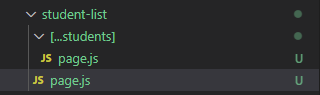 student-list
[...students]
JS page.js U
JS page.js U